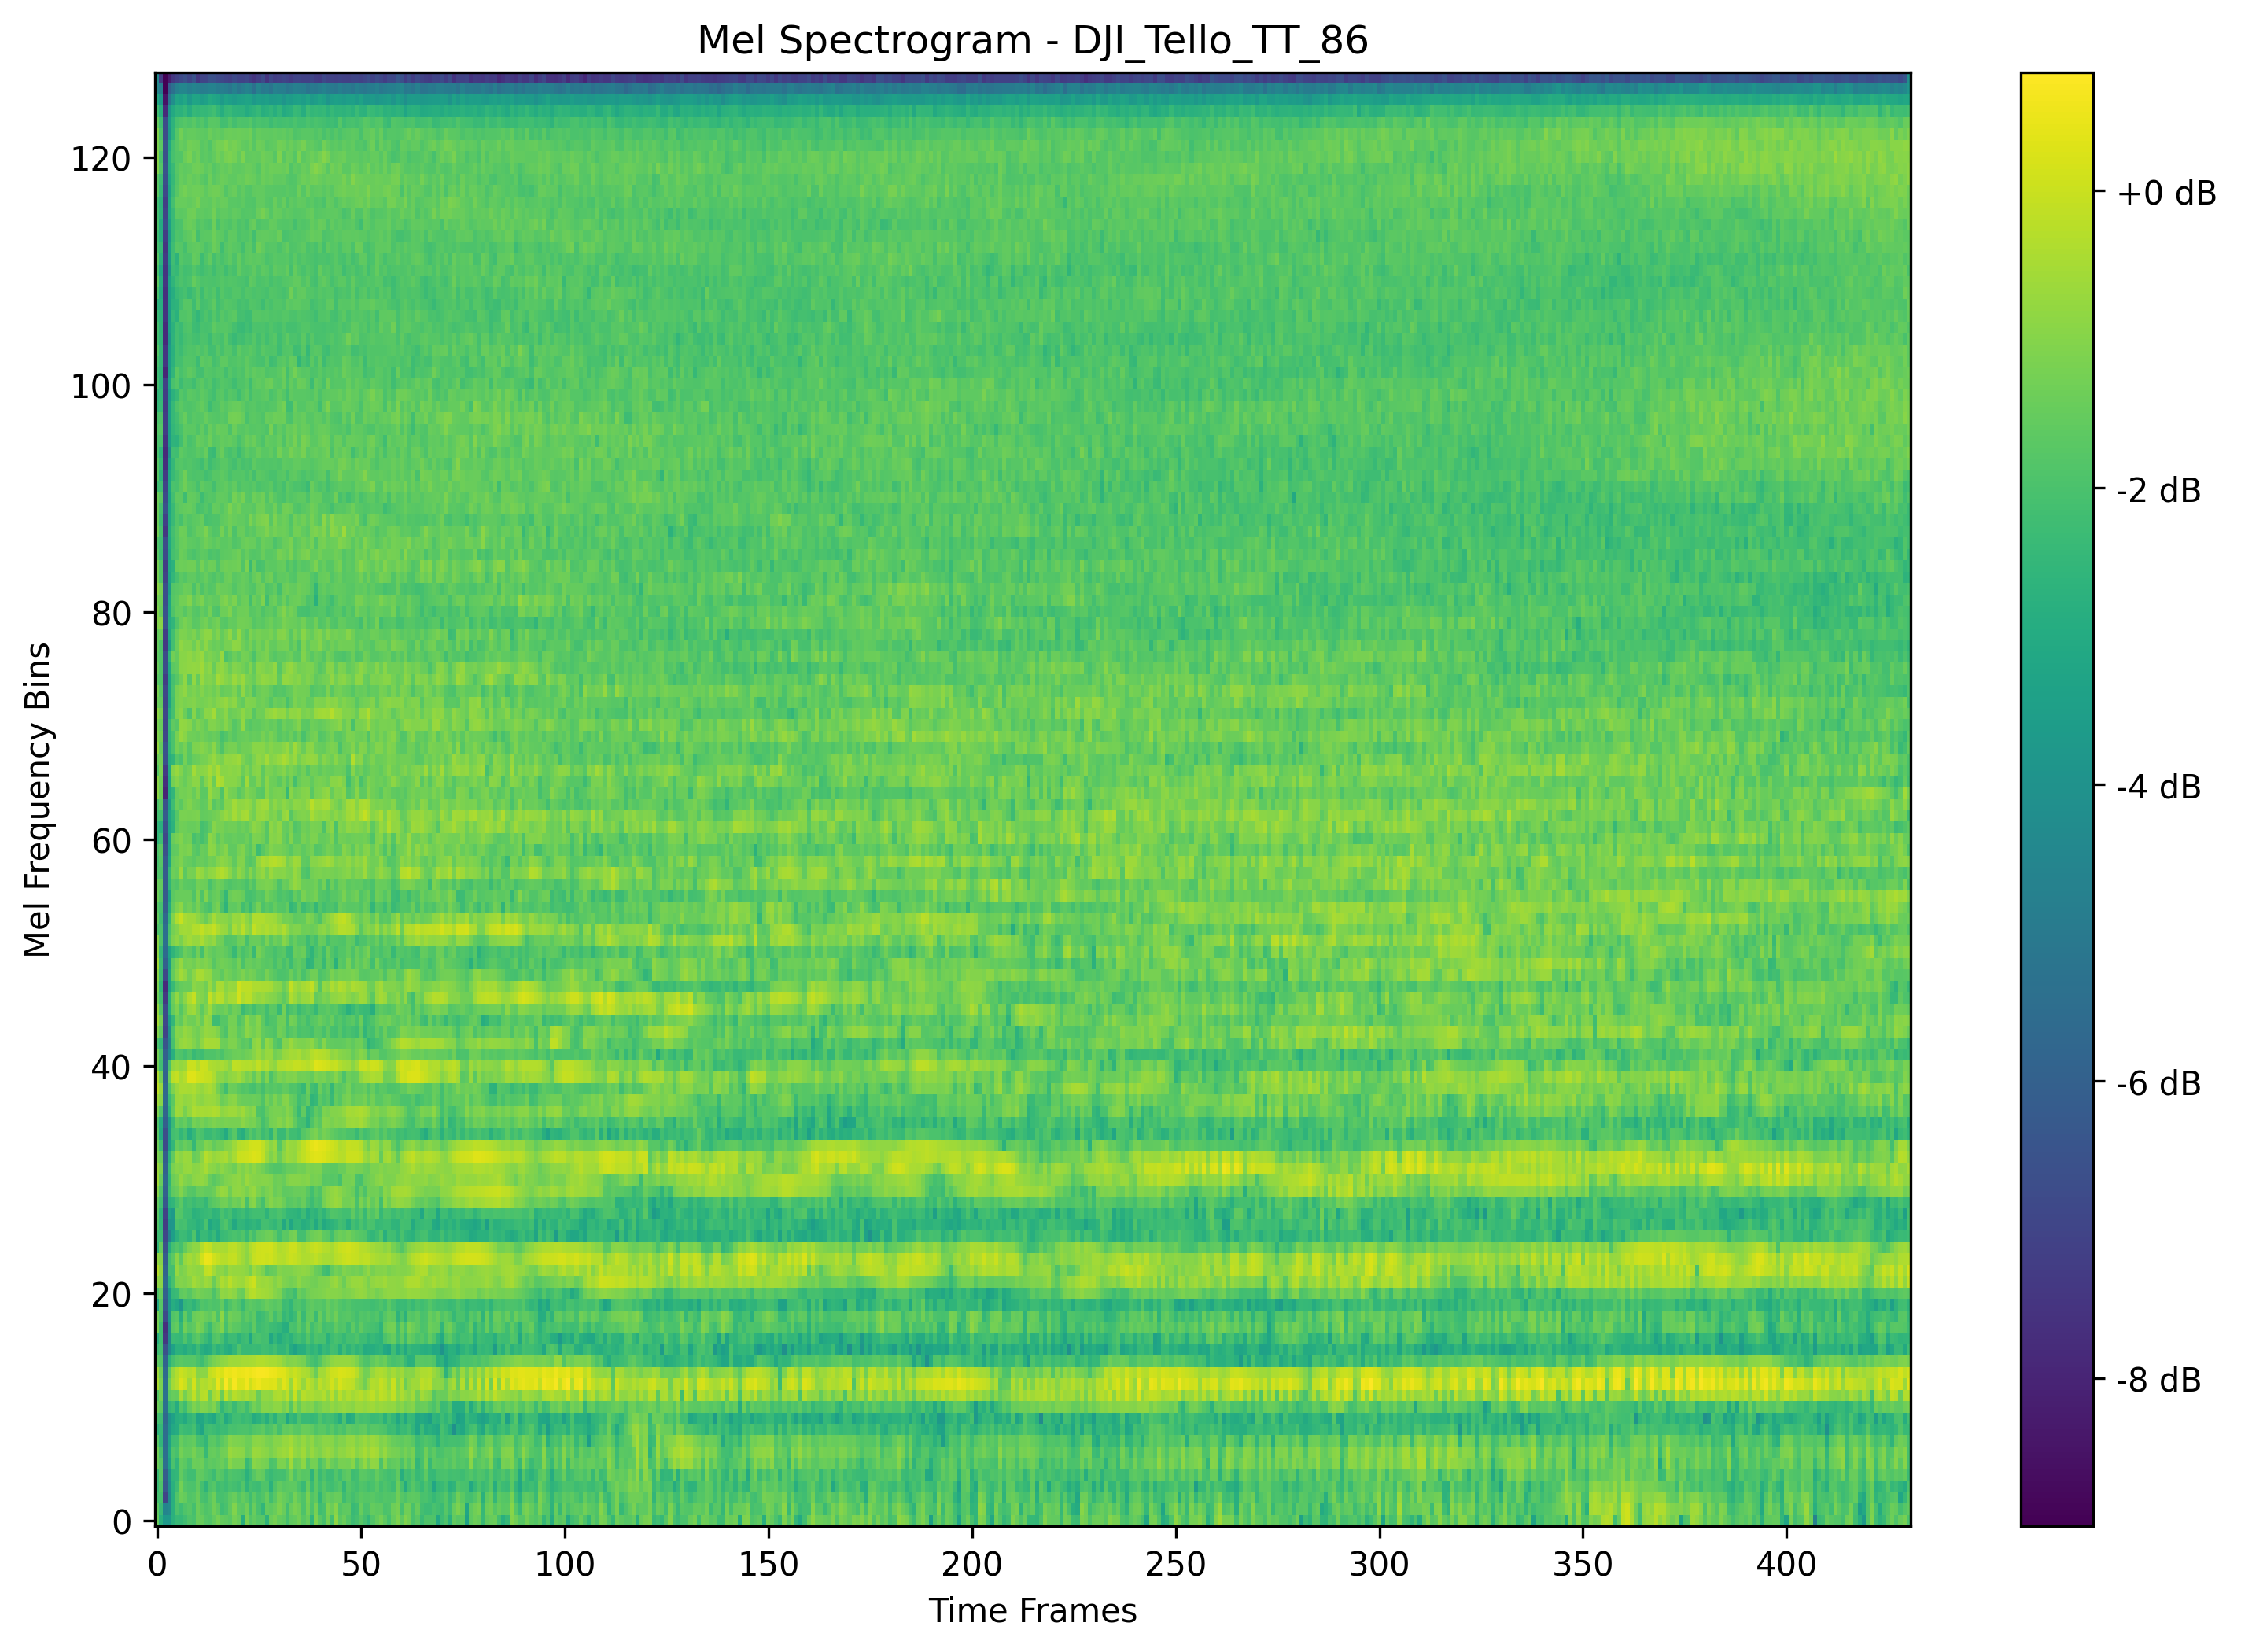 Mel Spectrogram - DJI_Tello_TT_86
Mel Frequency Bins
120
100
80
60
40
20
0
0 50 100 150 200 250 300 350 400
Time Frames
+0 dB
-2 dB
-4 dB
-6 dB
-8 dB